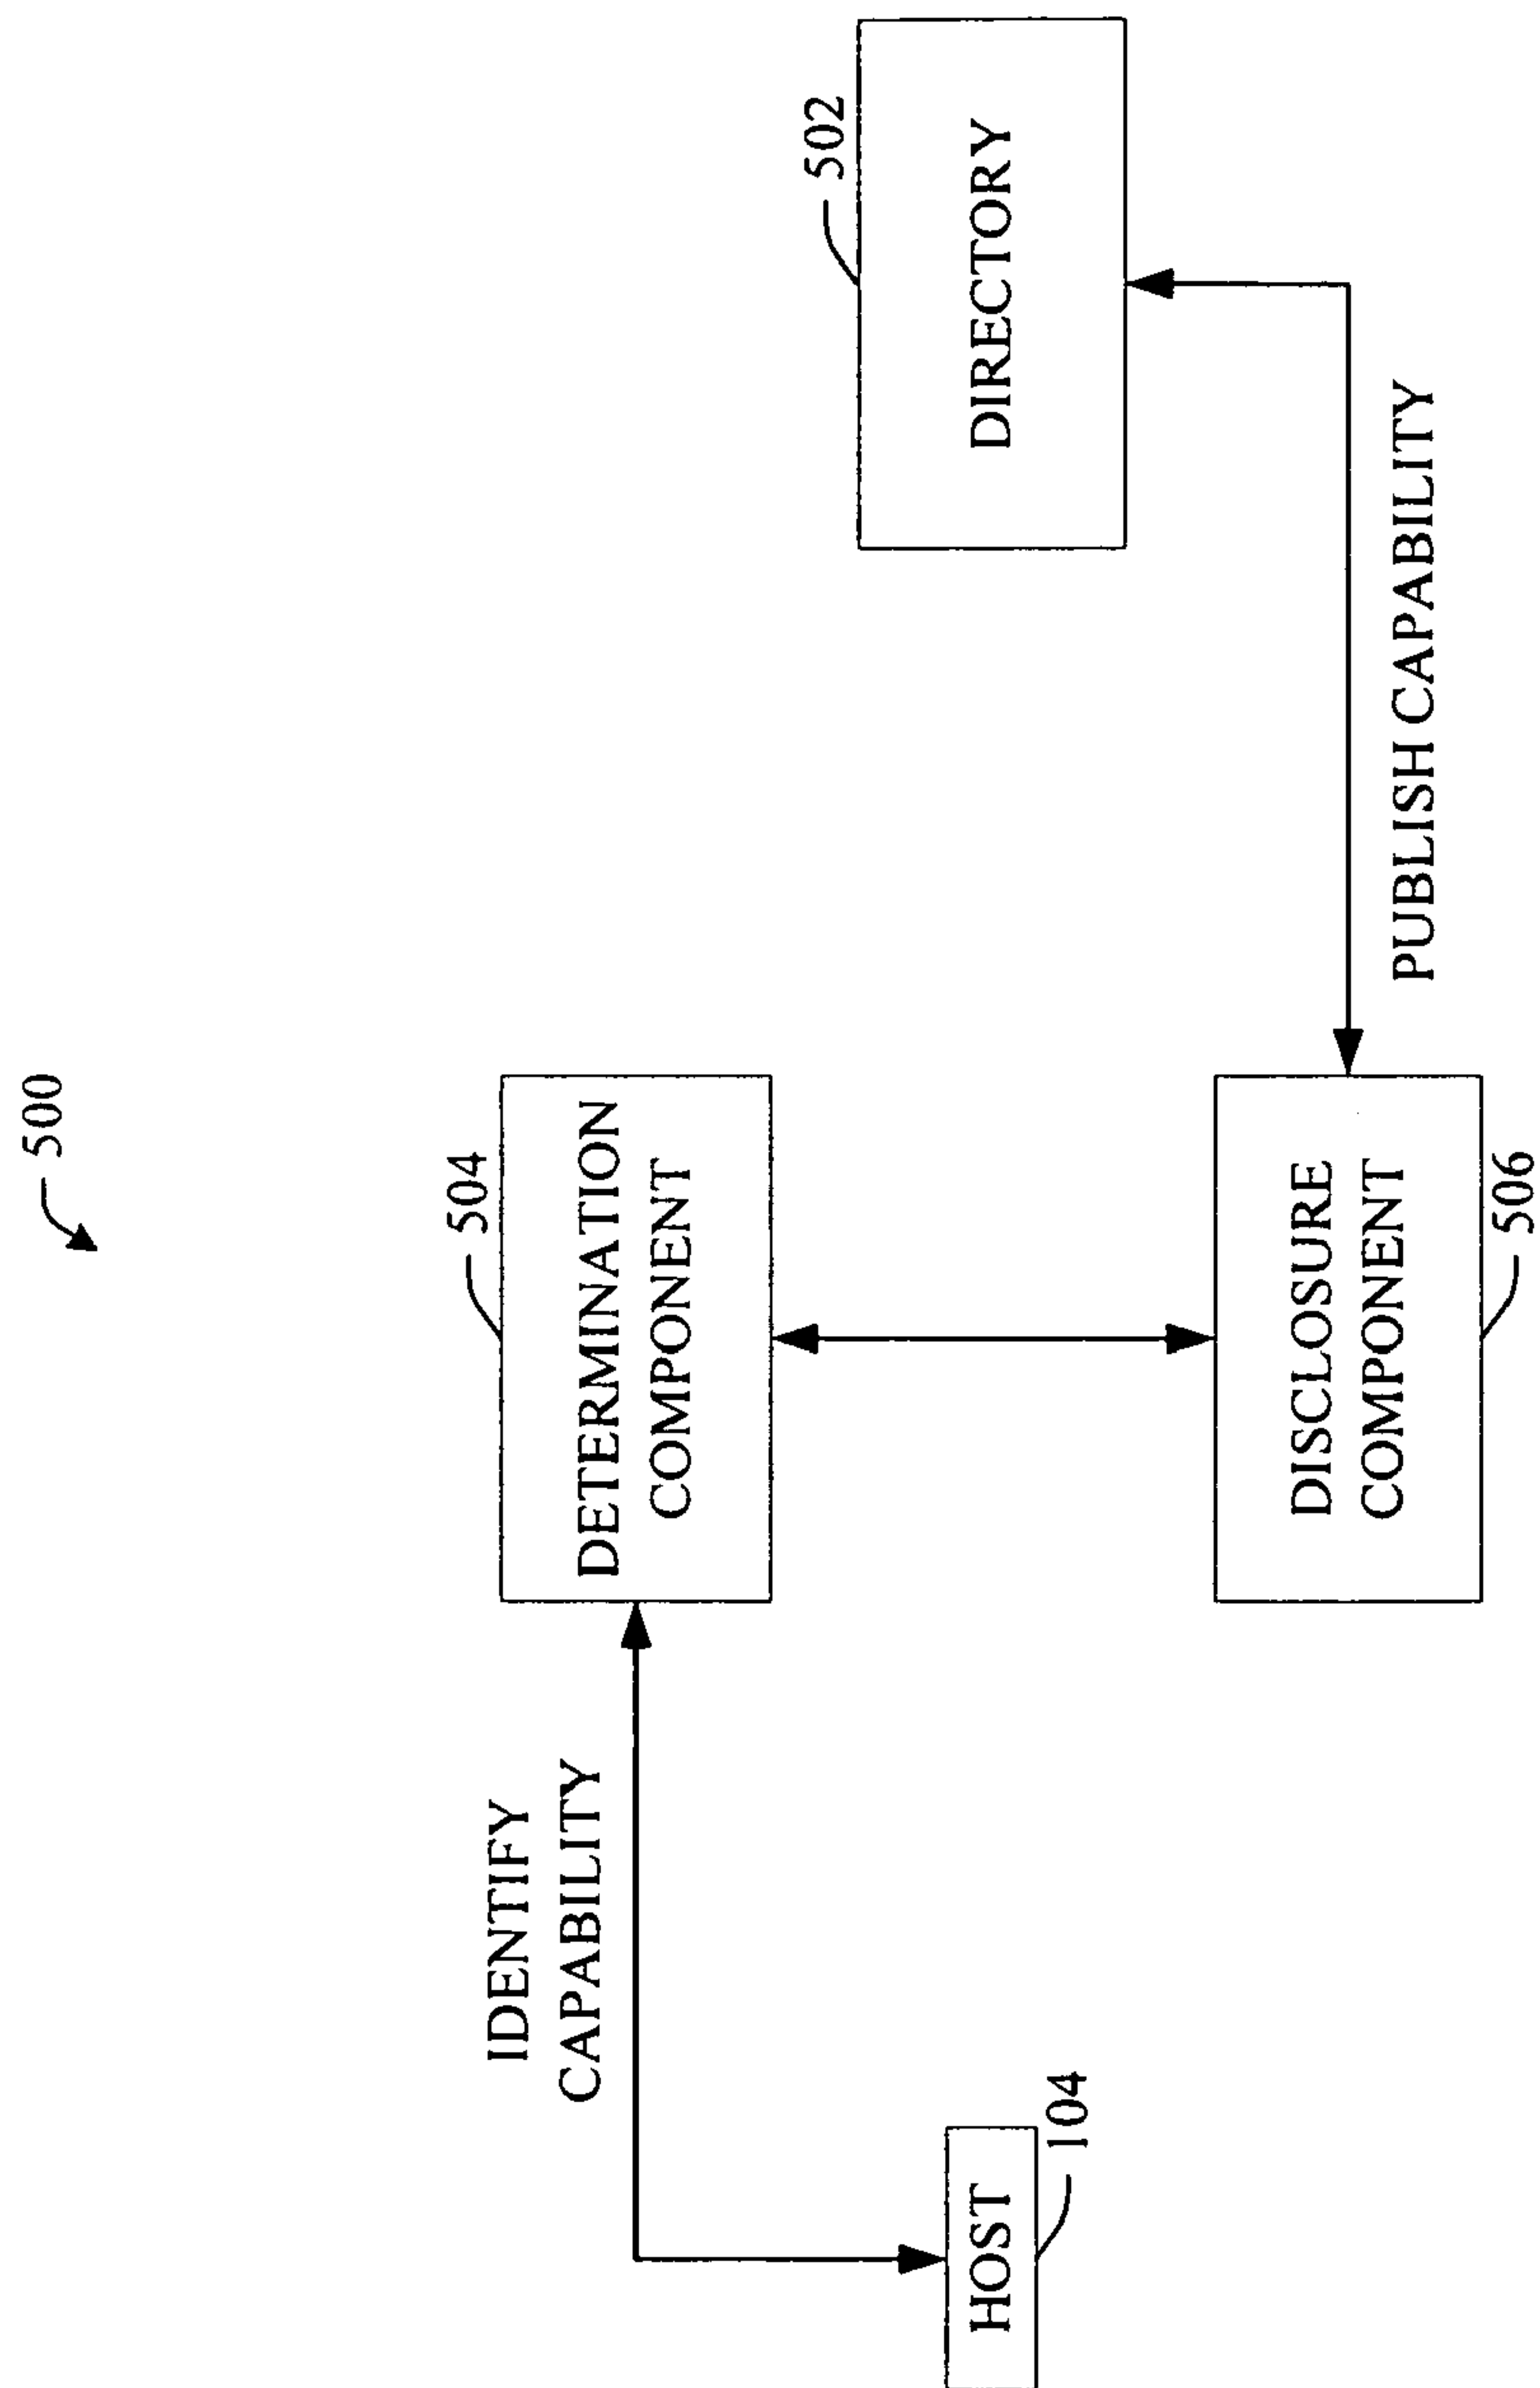 500
504
DETERMINATION
COMPONENT
IDENTIFY
CAPABILITY
502
DIRECTORY
HOST
104
DISCLOSURE
COMPONENT
506
PUBLISH CAPABILITY